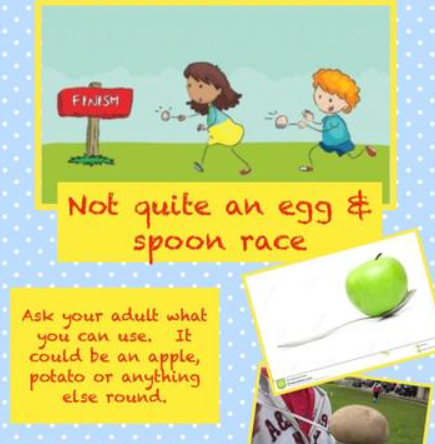 FINISH
Not quite an egg &
spoon race
Ask your adult what
you can use. It
could be an apple,
potato or anything
else round.